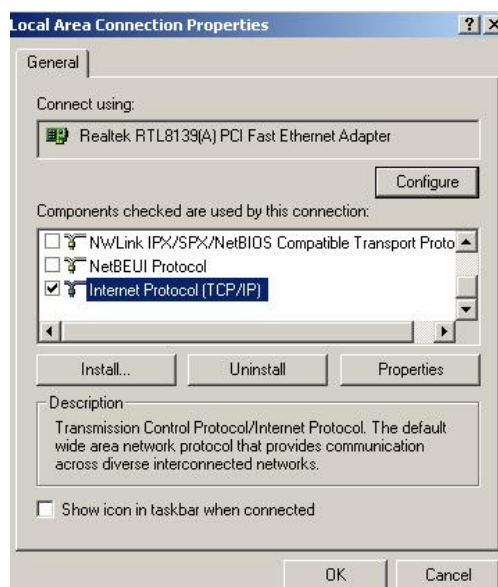 Local Area Connection Properties
General
Connect using:
Realtek RTL8139(A) PCI Fast Ethernet Adapter
Configure
Components checked are used by this connection:
NWLink IPX/SPX/NetBIOS Compatible Transport Proto
NetBEUI Protocol
Internet Protocol (TCP/IP)
Install... Uninstall Properties
Description
Transmission Control Protocol/Internet Protocol. The default
wide area network protocol that provides communication
across diverse interconnected networks.
Show icon in taskbar when connected
OK Cancel